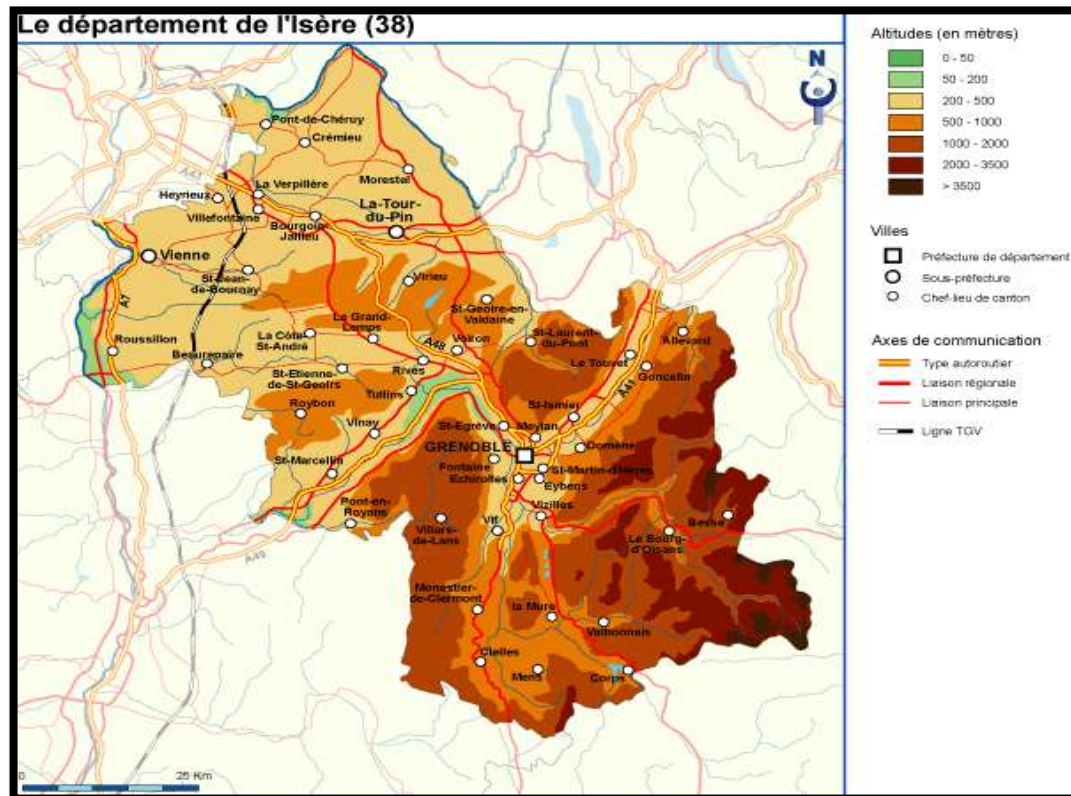 Le département de l'Isère (38)
Altitudes (en mètres)
0 - 50
50 - 200
200 - 500
500 - 1000
1000 - 2000
2000 - 3500
> 3500
N
Villes
Préfecture de département
Sous-préfecture
Chef-lieu de canton
Axes de communication
Type autoroutier
Liaison régionale
Liaison principale
Ligne TGV
Pont-de-Chéruy
Crémieu
A43
Morestel
La Verpillère
Heyrieux
Villefontaine
La-Tour-
du-Pin
Bourgoin-
Jallieu
Vienne
St-Jean-
de-Bournay
Virieu
A7
St-Geoire-en-
Valdaine
Le Grand-
Lemps
La Côte-
St-André
St-Laurent-
du-Pont
Allevard
Roussillon
A48
Voiron
Le Touvet
Beaurepaire
Rives
Goncelin
St-Etienne-
de-St-Geoirs
A41
Tullins
Roybon
St-Ismier
Vinay
St-Egrève
Meylan
GRENOBLE
Domène
St-Marcellin
Fontaine
St-Martin-d'Hères
Echirolles
Eybens
Pont-en-
Royans
Vizilles
Villars-
de-Lans
Vif
Besse
Le Bourg-
d'Oisans
A49
Monestier-
de-Clermont
la Mure
Valbonnais
Clelles
Mens
Corps
0
25 Km